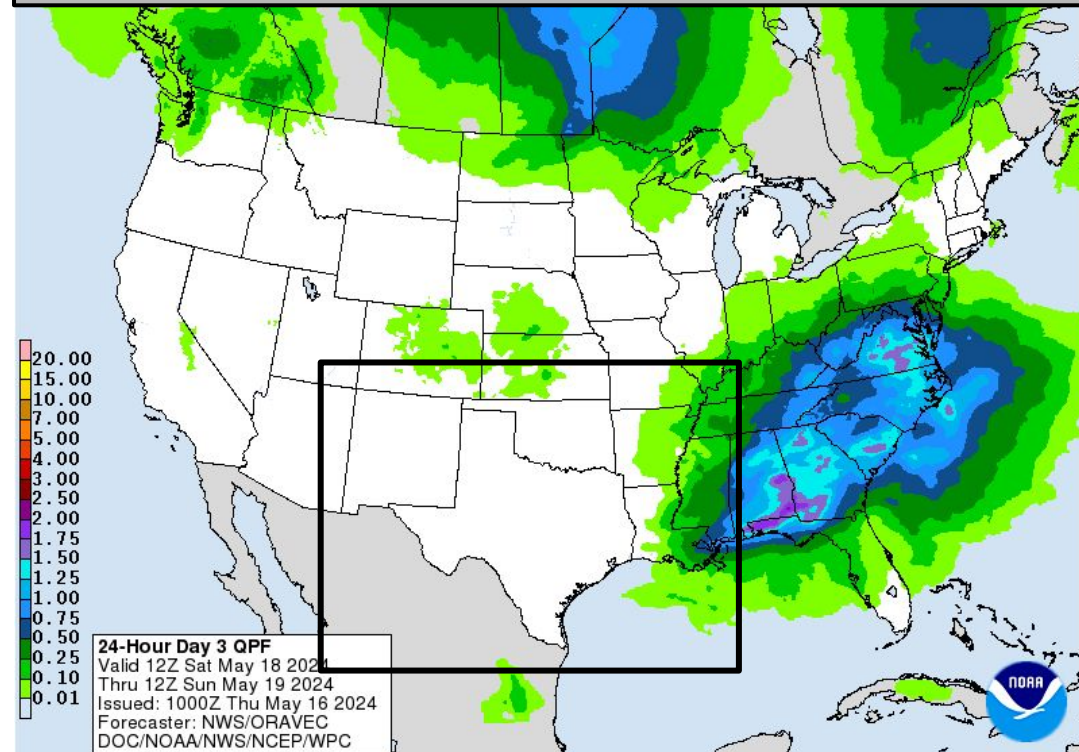 20.00
15.00
10.00
7.00
5.00
4.00
3.00
2.50
2.00
1.75
1.50
1.25
1.00
0.75
0.50
0.25
0.10
0.01
24-Hour Day 3 QPF
Valid 12Z Sat May 18 2024
Thru 12Z Sun May 19 2024
Issued: 1000Z Thu May 16 2024
Forecaster: NWS/ORAVEC
DOC/NOAA/NWS/NCEP/WPC
NOAA